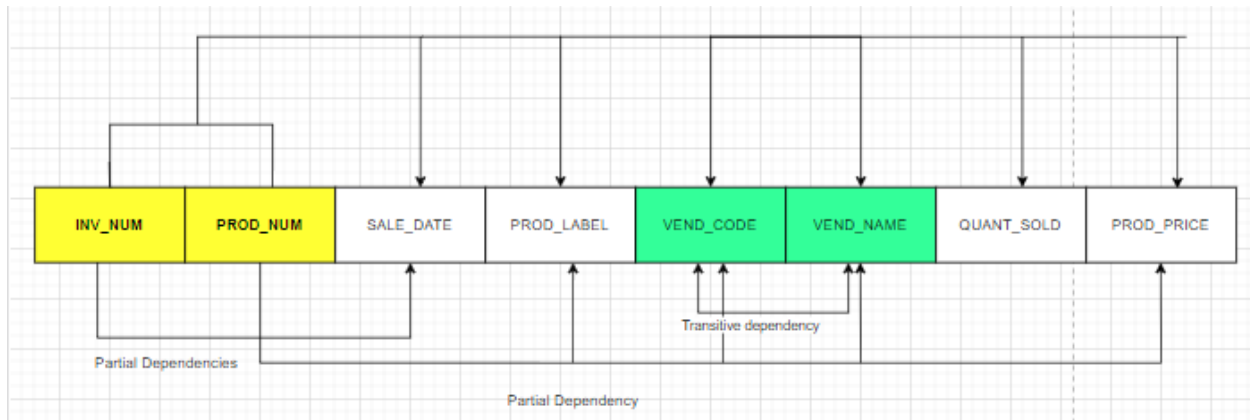 INV_NUM PROD_NUM SALE_DATE PROD_LABEL VEND_CODE VEND_NAME QUANT_SOLD PROD_PRICE
Transitive dependency
Partial Dependencies
Partial Dependency